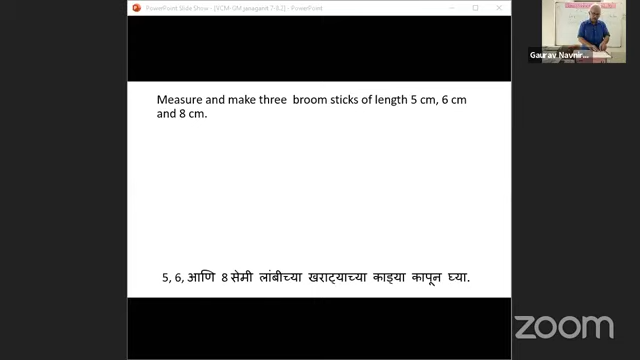 PowerPoint Slide Show - [VCM-GM paraganit 7-8.2] - PowerPoint
Gaurav Navnir...
Measure and make three broom sticks of length 5 cm, 6 cm
and 8 cm.
5, 6, आणि 8 सेमी लांबीच्या खराट्याच्या काड्या कापून घ्या.
zoom